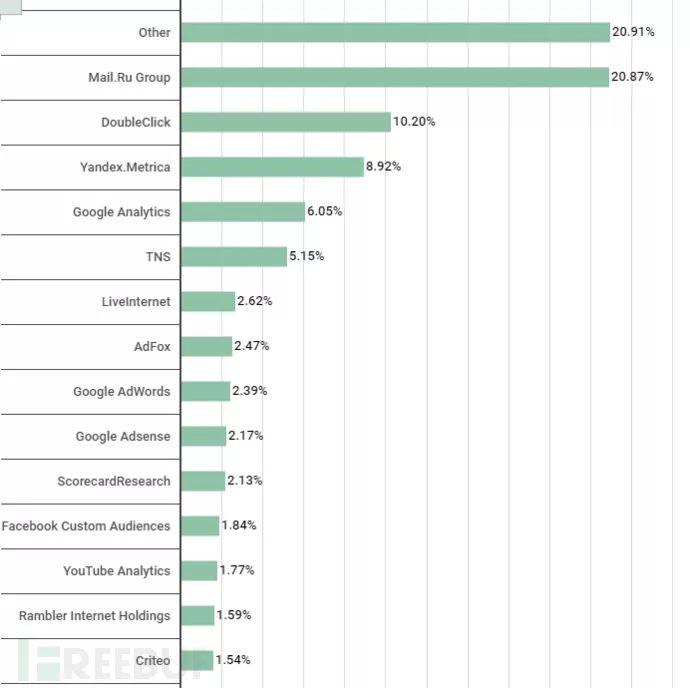 Other 20.91%
Mail.Ru Group 20.87%
DoubleClick 10.20%
Yandex.Metrica 8.92%
Google Analytics 6.05%
TNS 5.15%
LiveInternet 2.62%
AdFox 2.47%
Google AdWords 2.39%
Google Adsense 2.17%
ScorecardResearch 2.13%
Facebook Custom Audiences 1.84%
YouTube Analytics 1.77%
Rambler Internet Holdings 1.59%
Criteo 1.54%
FREEBUF